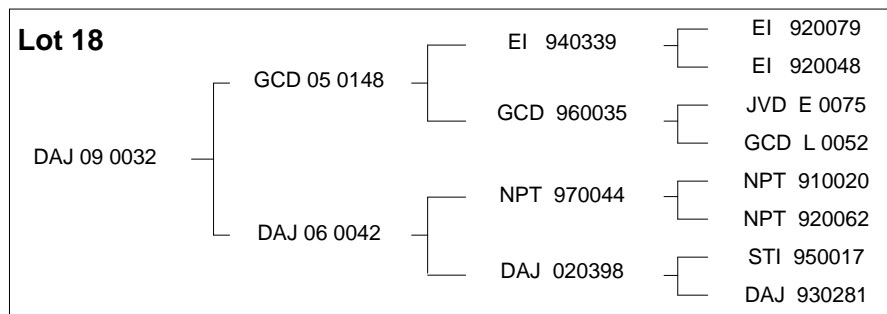 Lot 18
DAJ 09 0032
GCD 05 0148
DAJ 06 0042
EI 940339
GCD 960035
NPT 970044
DAJ 020398
EI 920079
EI 920048
JVD E 0075
GCD L 0052
NPT 910020
NPT 920062
STI 950017
DAJ 930281